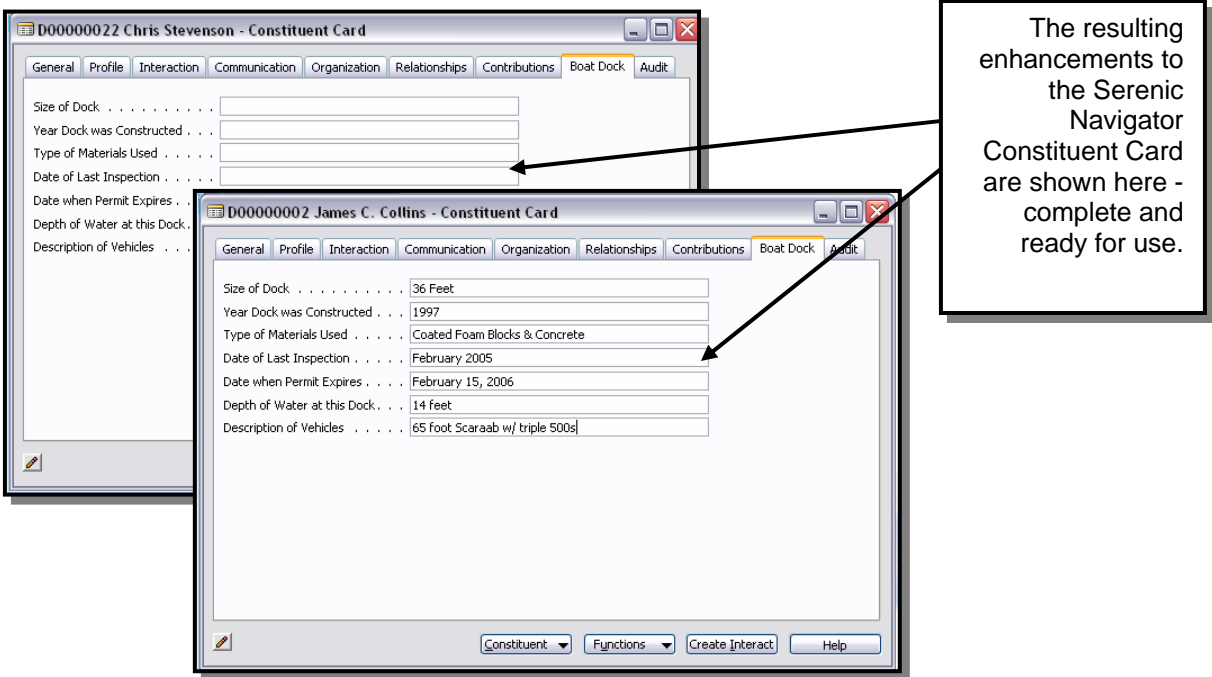 D00000022 Chris Stevenson - Constituent Card
General Profile Interaction Communication Organization Relationships Contributions Boat Dock Audit
Size of Dock . . . . . . . . . .
Year Dock was Constructed . . .
Type of Materials Used . . . . .
Date of Last Inspection . . . . .
Date when Permit Expires . .
Depth of Water at this Dock.
Description of Vehicles . . .
D00000002 James C. Collins - Constituent Card
General Profile Interaction Communication Organization Relationships Contributions Boat Dock Audit
Size of Dock . . . . . . . . . . 36 Feet
Year Dock was Constructed . . . 1997
Type of Materials Used . . . . . Coated Foam Blocks & Concrete
Date of Last Inspection . . . . . February 2005
Date when Permit Expires . . . . February 15, 2006
Depth of Water at this Dock. . . 14 feet
Description of Vehicles . . . . . 65 foot Scaraab w/ triple 500s
Constituent Functions Create Interact Help
The resulting
enhancements to
the Serenic
Navigator
Constituent Card
are shown here -
complete and
ready for use.